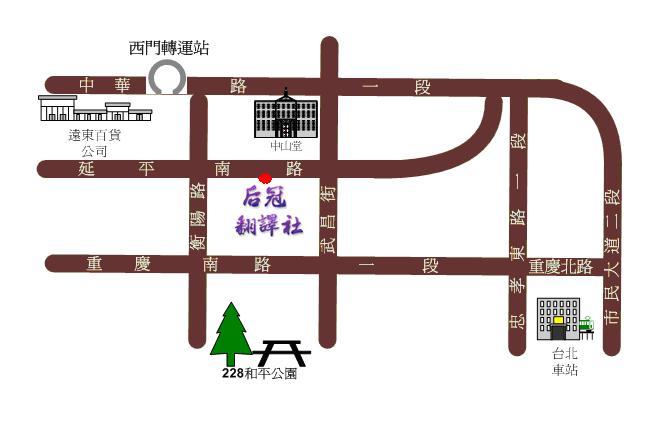 西門轉運站
中華路一段
遠東百貨
公司
中山堂
延平南路
后冠
翻譯社
衡陽路
武昌街
忠孝東路一段
市民大道二段
重慶南路一段
重慶北路
台北
車站
228和平公園